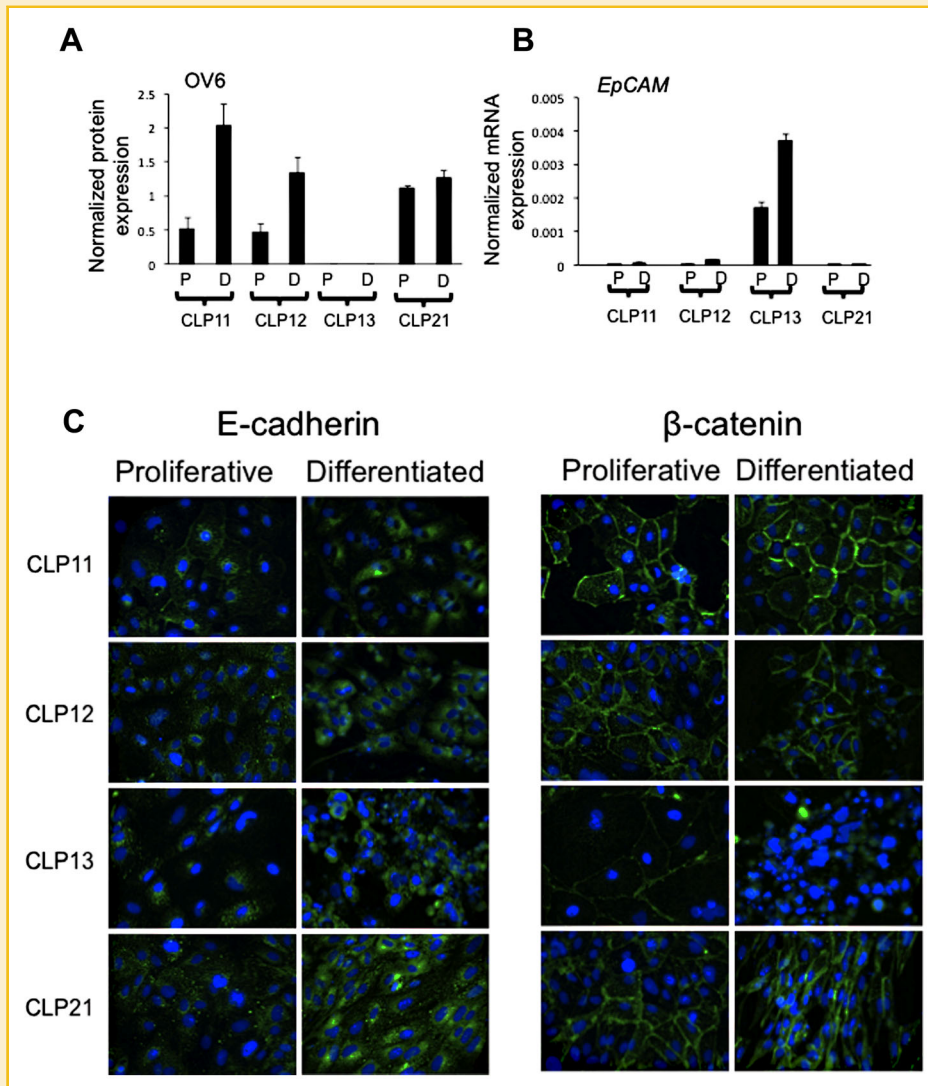 A
OV6
Normalized protein
expression
2.5
2
1.5
1
0.5
0
P D P D P D P D
CLP11 CLP12 CLP13 CLP21
B
EpCAM
Normalized mRNA
expression
0.005
0.004
0.003
0.002
0.001
0
P D P D P D P D
CLP11 CLP12 CLP13 CLP21
C
E-cadherin β-catenin
Proliferative Differentiated Proliferative Differentiated
CLP11
CLP12
CLP13
CLP21